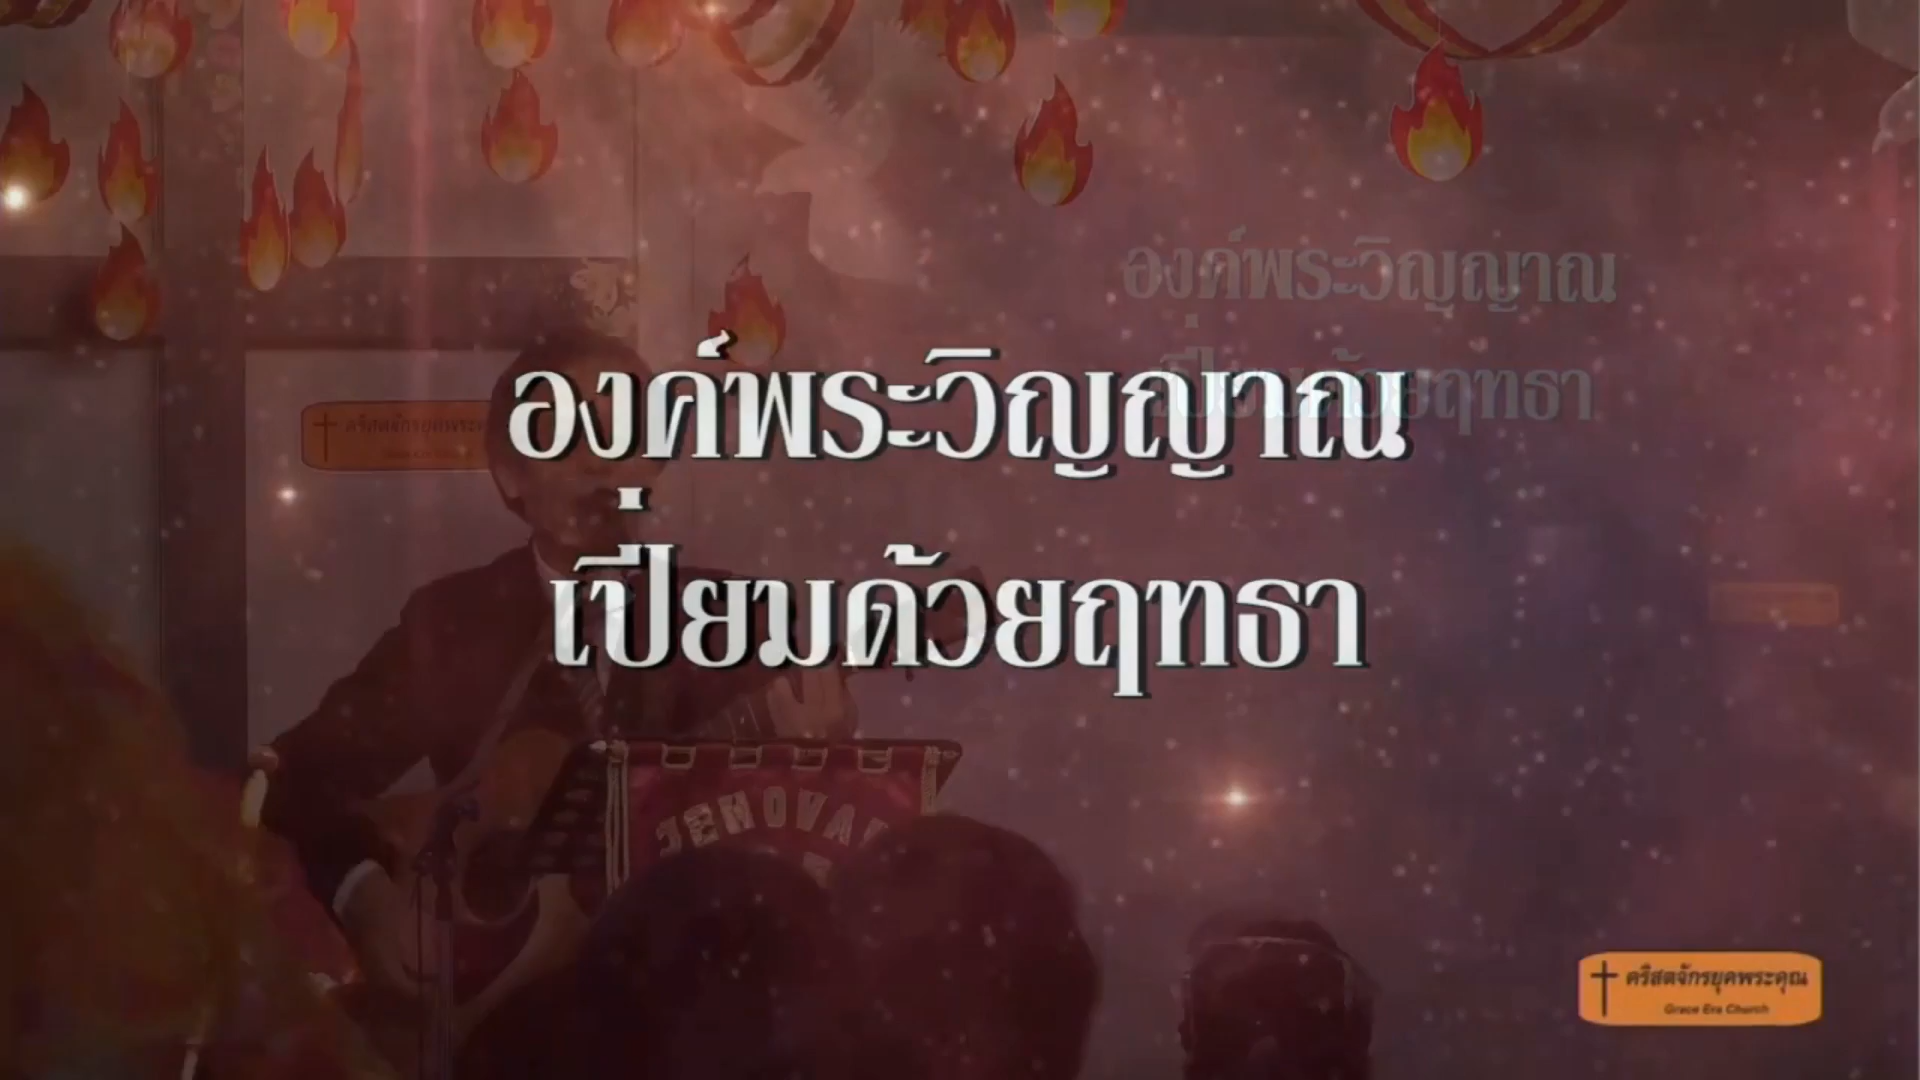 องค์พระวิญญาณ
เปี่ยมด้วยฤทธา
องค์พระวิญญาณ
เปี่ยมด้วยฤทธา
JEHOVAH
คริสตจักรยุคพระคุณ
Grace Era Church